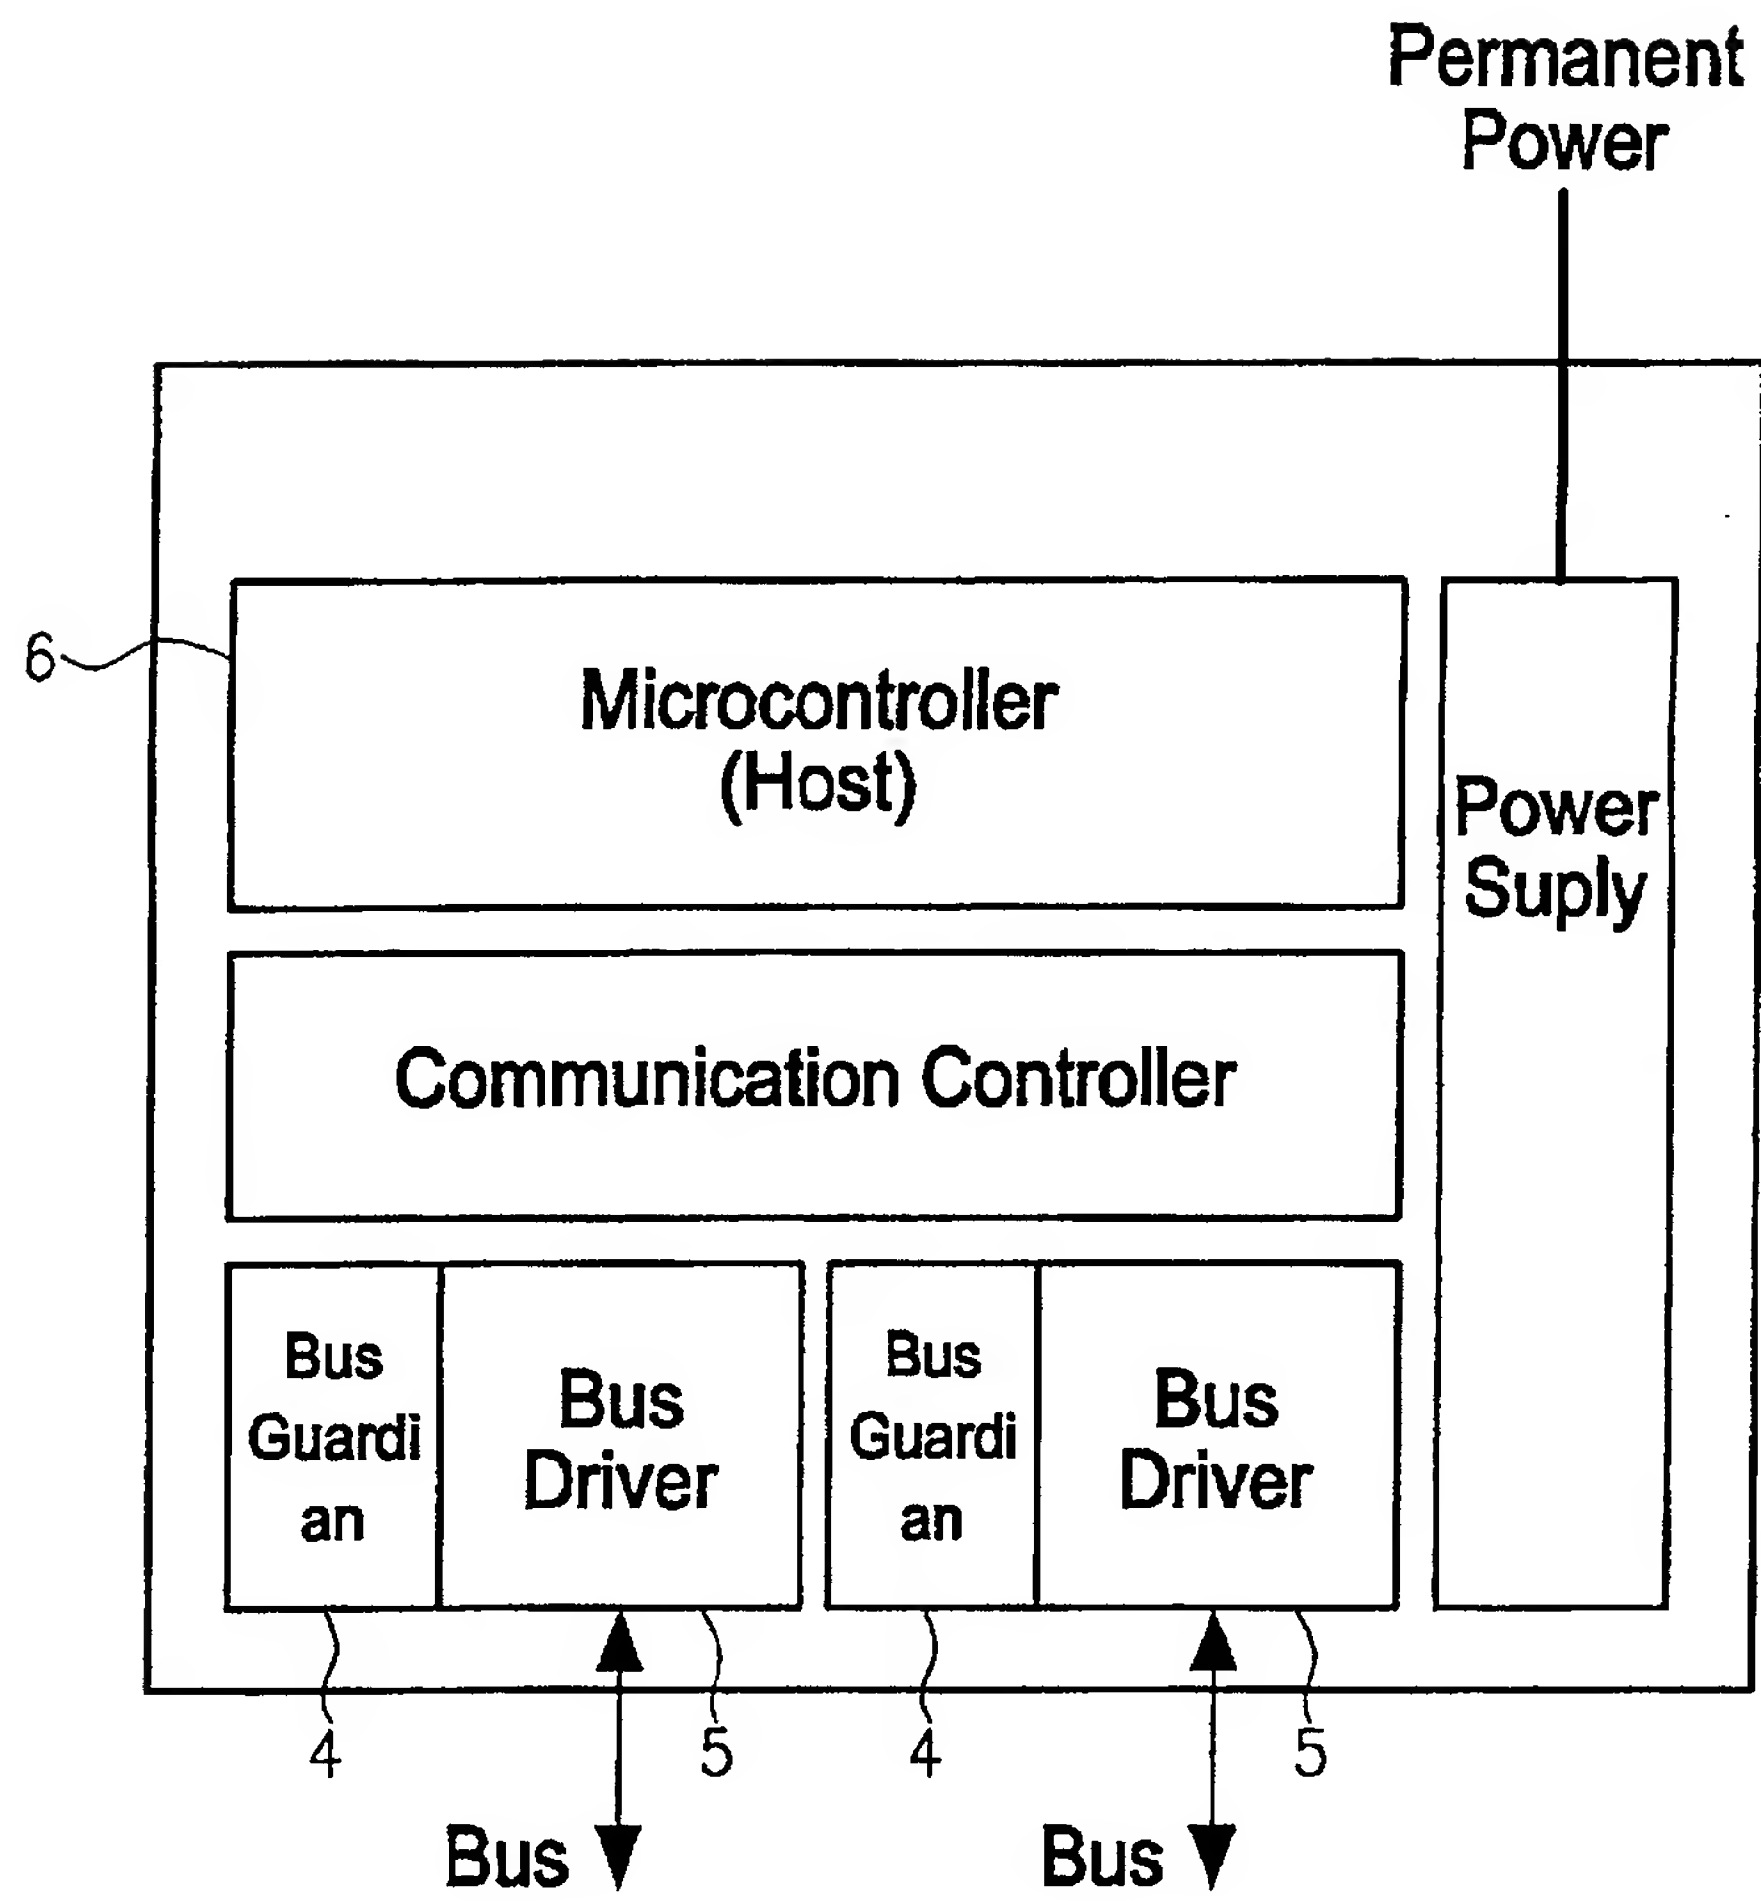 Permanent
Power
6
Microcontroller
(Host)
Power
Suply
Communication Controller
Bus
Guardi
an
Bus
Driver
Bus
Guardi
an
Bus
Driver
4
5
4
5
Bus
Bus